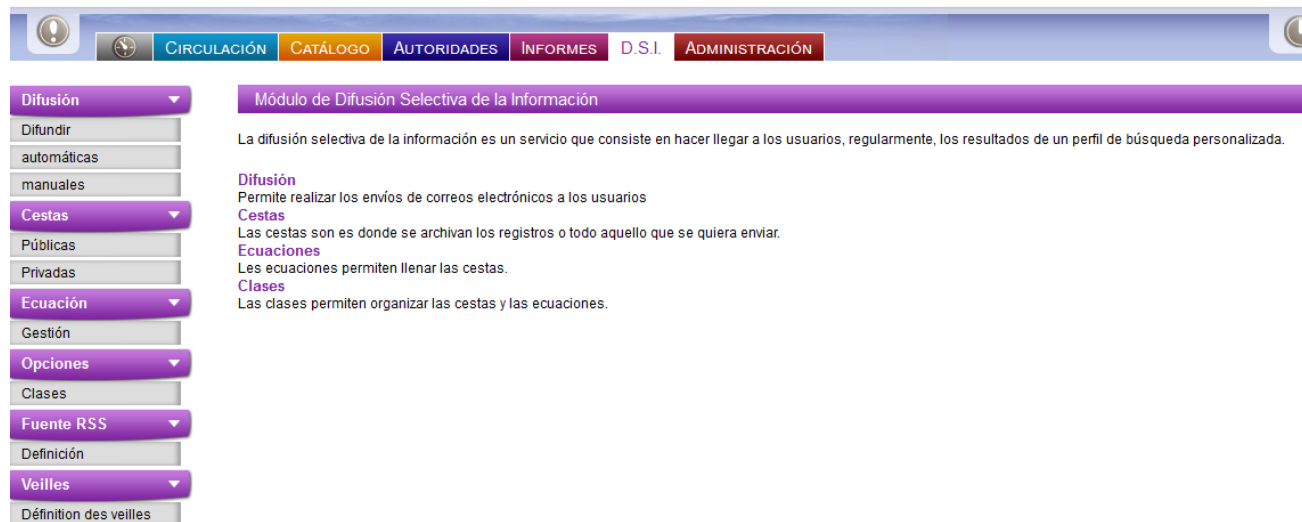 CIRCULACIÓN CATÁLOGO AUTORIDADES INFORMES D.S.I. ADMINISTRACIÓN
Difusión
Difundir
automáticas
manuales
Cestas
Públicas
Privadas
Ecuación
Gestión
Opciones
Clases
Fuente RSS
Definición
Veilles
Définition des veilles
Módulo de Difusión Selectiva de la Información
La difusión selectiva de la información es un servicio que consiste en hacer llegar a los usuarios, regularmente, los resultados de un perfil de búsqueda personalizada.
Difusión
Permite realizar los envíos de correos electrónicos a los usuarios
Cestas
Las cestas son es donde se archivan los registros o todo aquello que se quiera enviar.
Ecuaciones
Les ecuaciones permiten llenar las cestas.
Clases
Las clases permiten organizar las cestas y las ecuaciones.